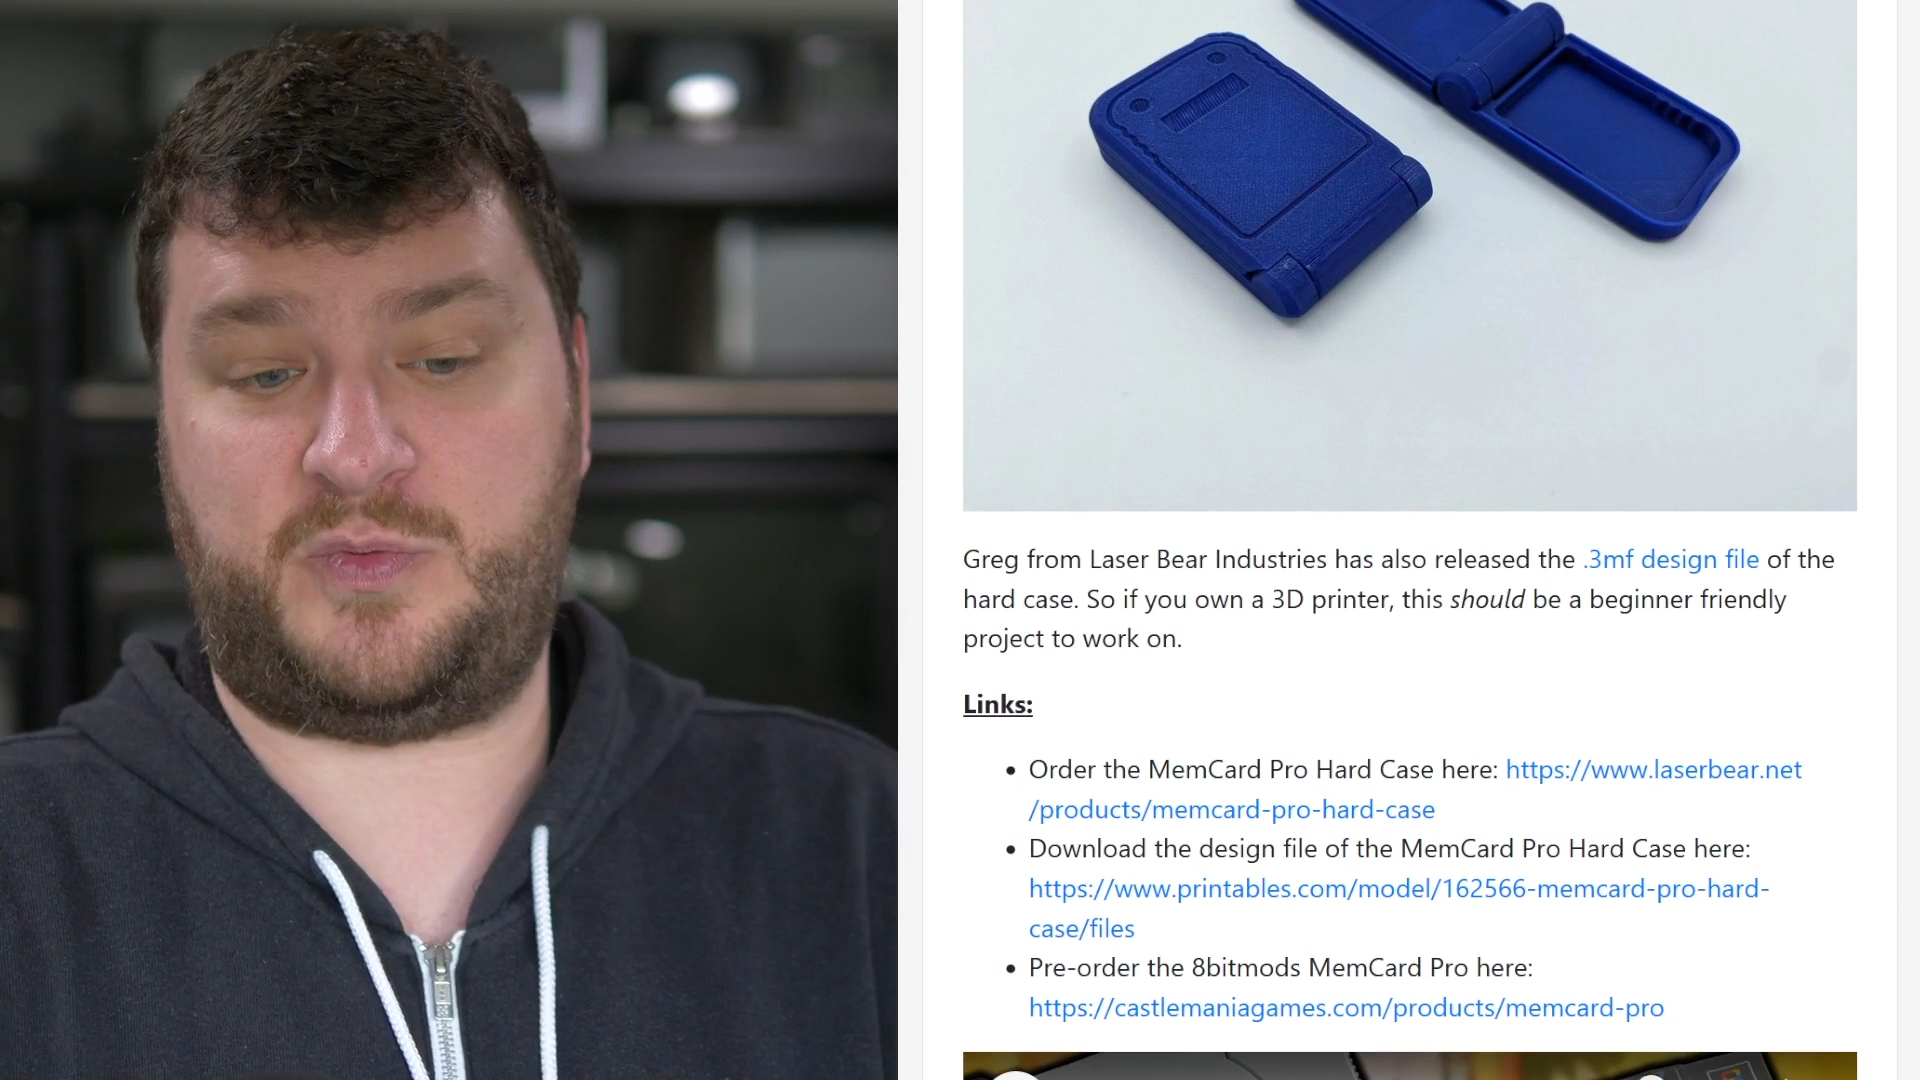 Greg from Laser Bear Industries has also released the .3mf design file of the
hard case. So if you own a 3D printer, this should be a beginner friendly
project to work on.
Links:
• Order the MemCard Pro Hard Case here: https://www.laserbear.net
/products/memcard-pro-hard-case
• Download the design file of the MemCard Pro Hard Case here:
https://www.printables.com/model/162566-memcard-pro-hard-
case/files
• Pre-order the 8bitmods MemCard Pro here:
https://castlemaniagames.com/products/memcard-pro